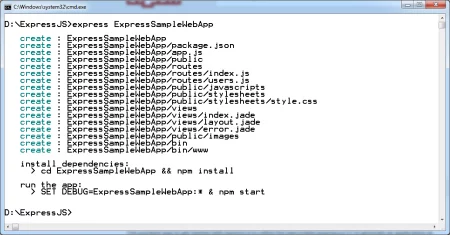 C:\Windows\system32\cmd.exe
D:\ExpressJS>express ExpressSampleWebApp
create : ExpressSampleWebApp
create : ExpressSampleWebApp/package.json
create : ExpressSampleWebApp/app.js
create : ExpressSampleWebApp/public
create : ExpressSampleWebApp/routes
create : ExpressSampleWebApp/routes/index.js
create : ExpressSampleWebApp/routes/users.js
create : ExpressSampleWebApp/public/javascripts
create : ExpressSampleWebApp/public/stylesheets
create : ExpressSampleWebApp/public/stylesheets/style.css
create : ExpressSampleWebApp/views
create : ExpressSampleWebApp/views/index.jade
create : ExpressSampleWebApp/views/layout.jade
create : ExpressSampleWebApp/views/error.jade
create : ExpressSampleWebApp/public/images
create : ExpressSampleWebApp/bin
create : ExpressSampleWebApp/bin/www
install dependencies:
> cd ExpressSampleWebApp && npm install
run the app:
> SET DEBUG=ExpressSampleWebApp:* & npm start
D:\ExpressJS>